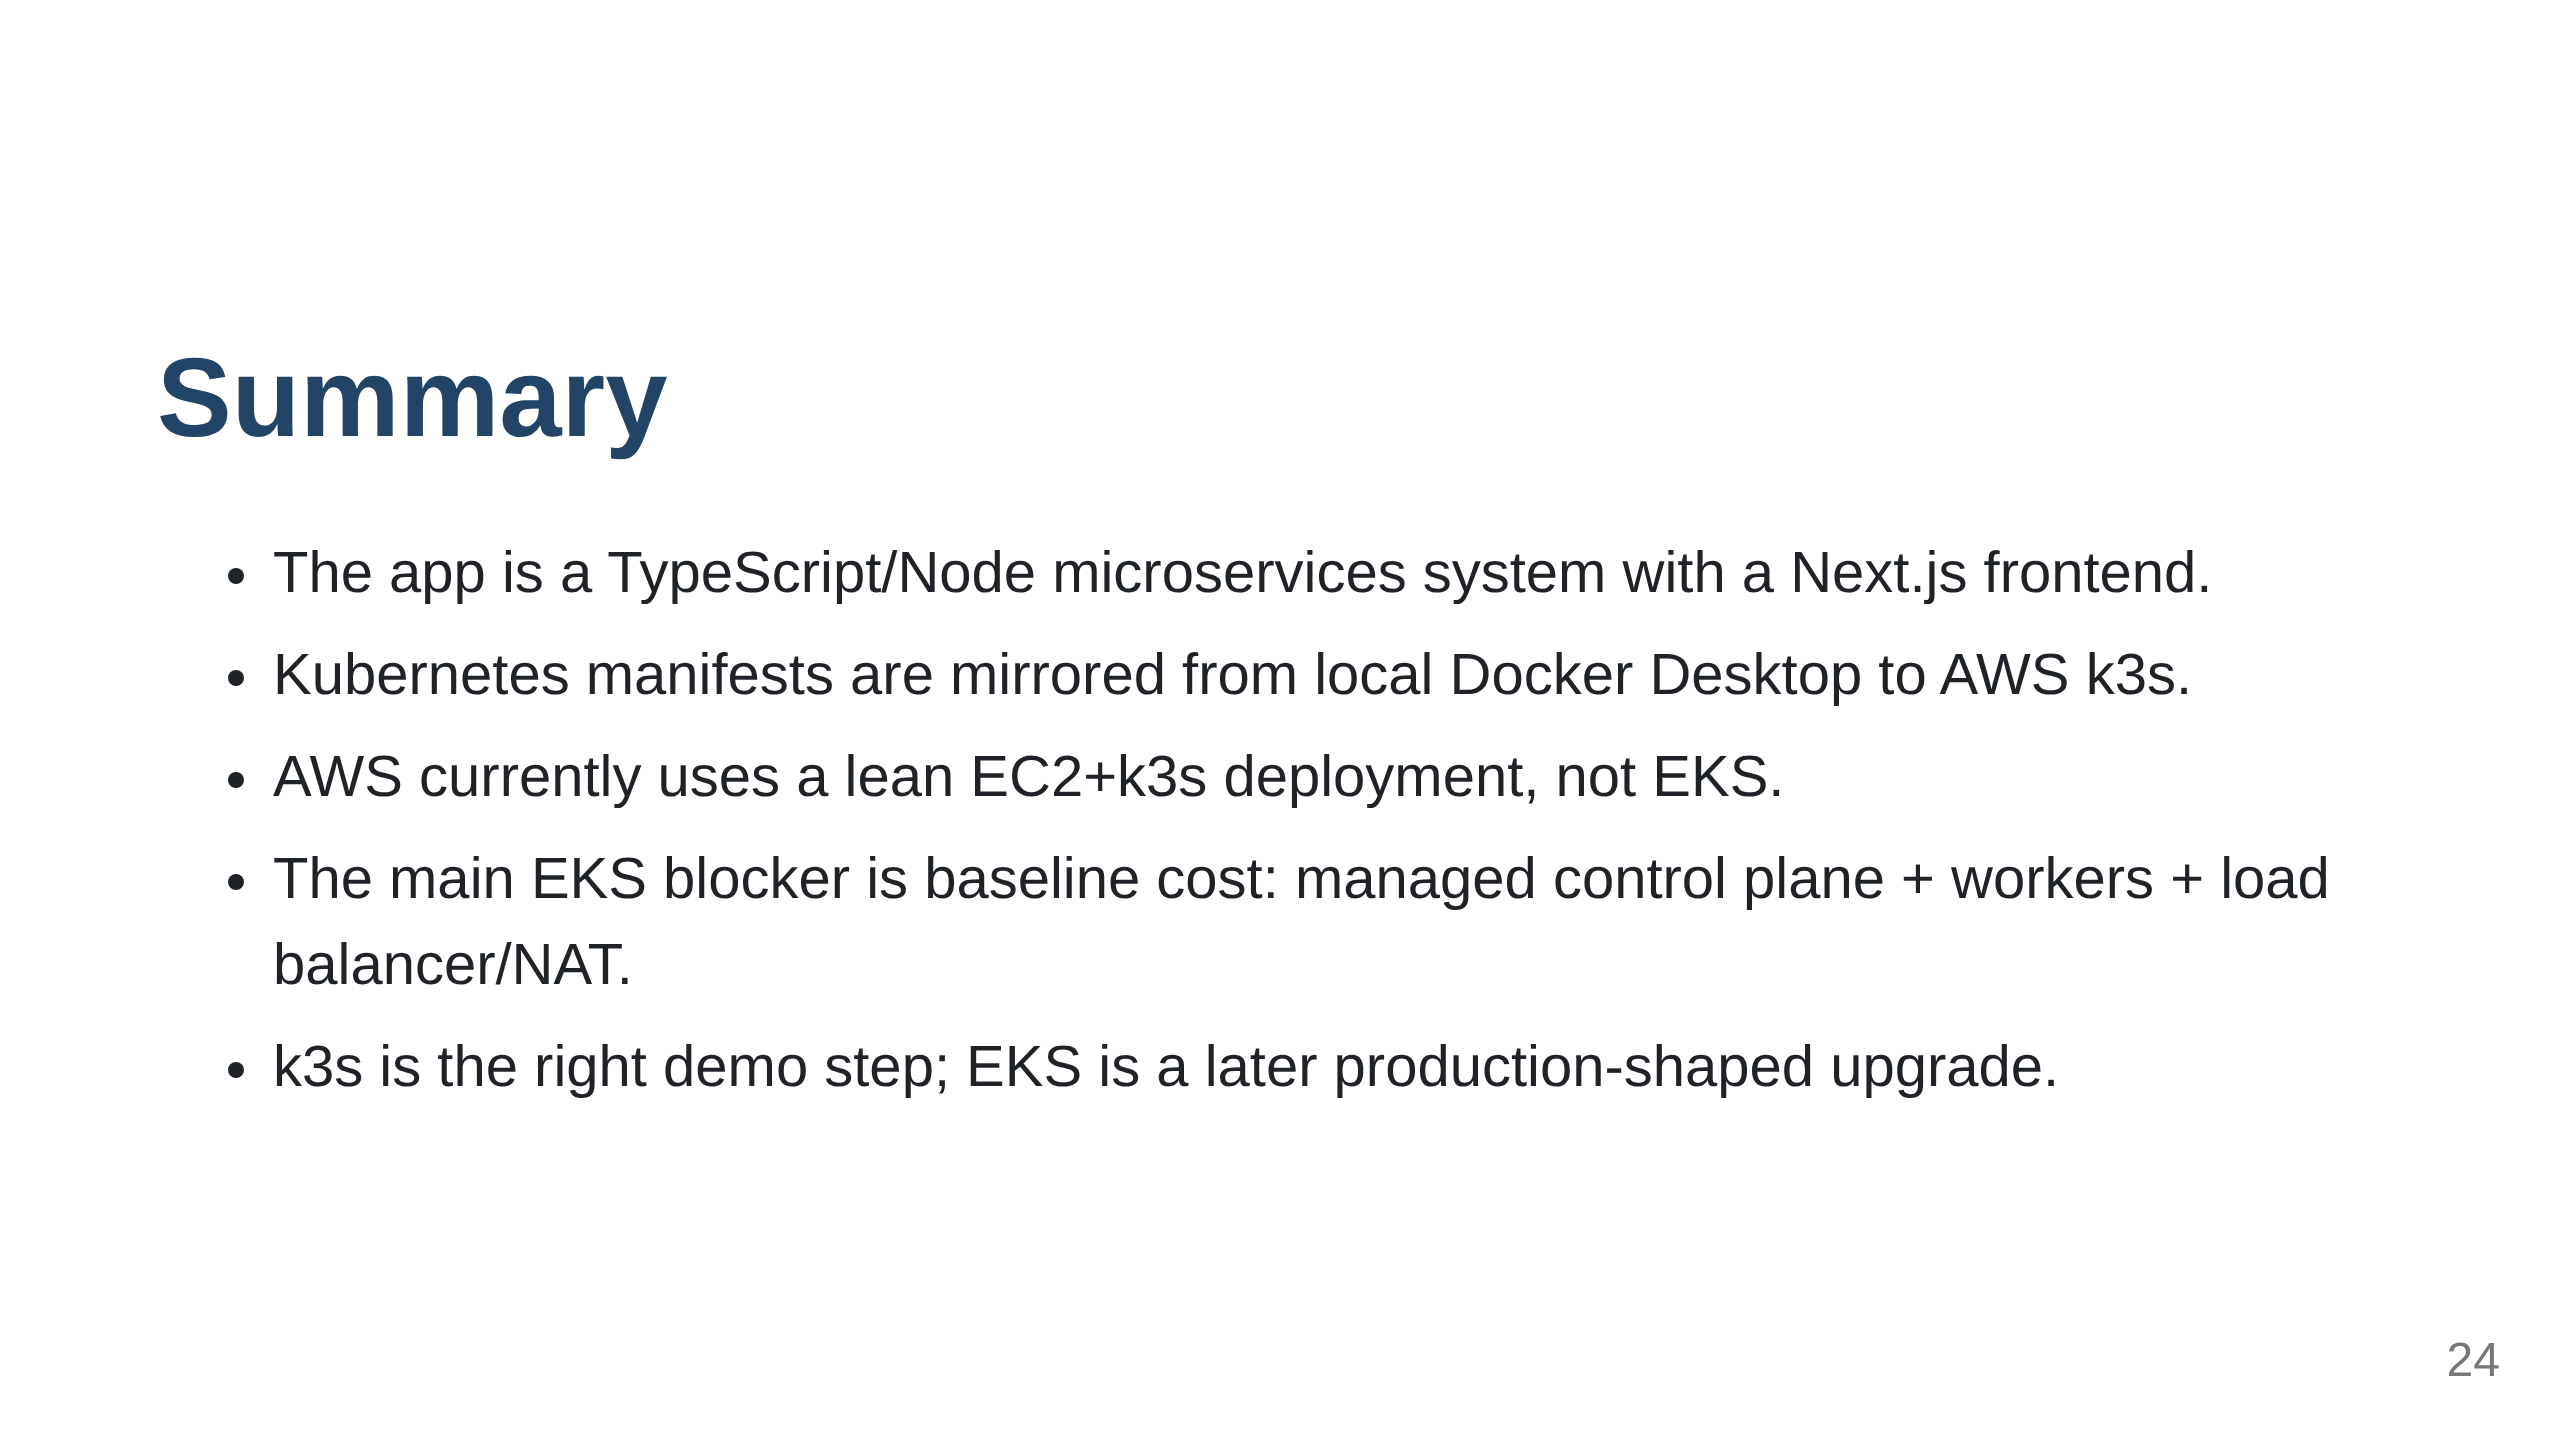 Summary
• The app is a TypeScript/Node microservices system with a Next.js frontend.
• Kubernetes manifests are mirrored from local Docker Desktop to AWS k3s.
• AWS currently uses a lean EC2+k3s deployment, not EKS.
• The main EKS blocker is baseline cost: managed control plane + workers + load
balancer/NAT.
• k3s is the right demo step; EKS is a later production-shaped upgrade.
24